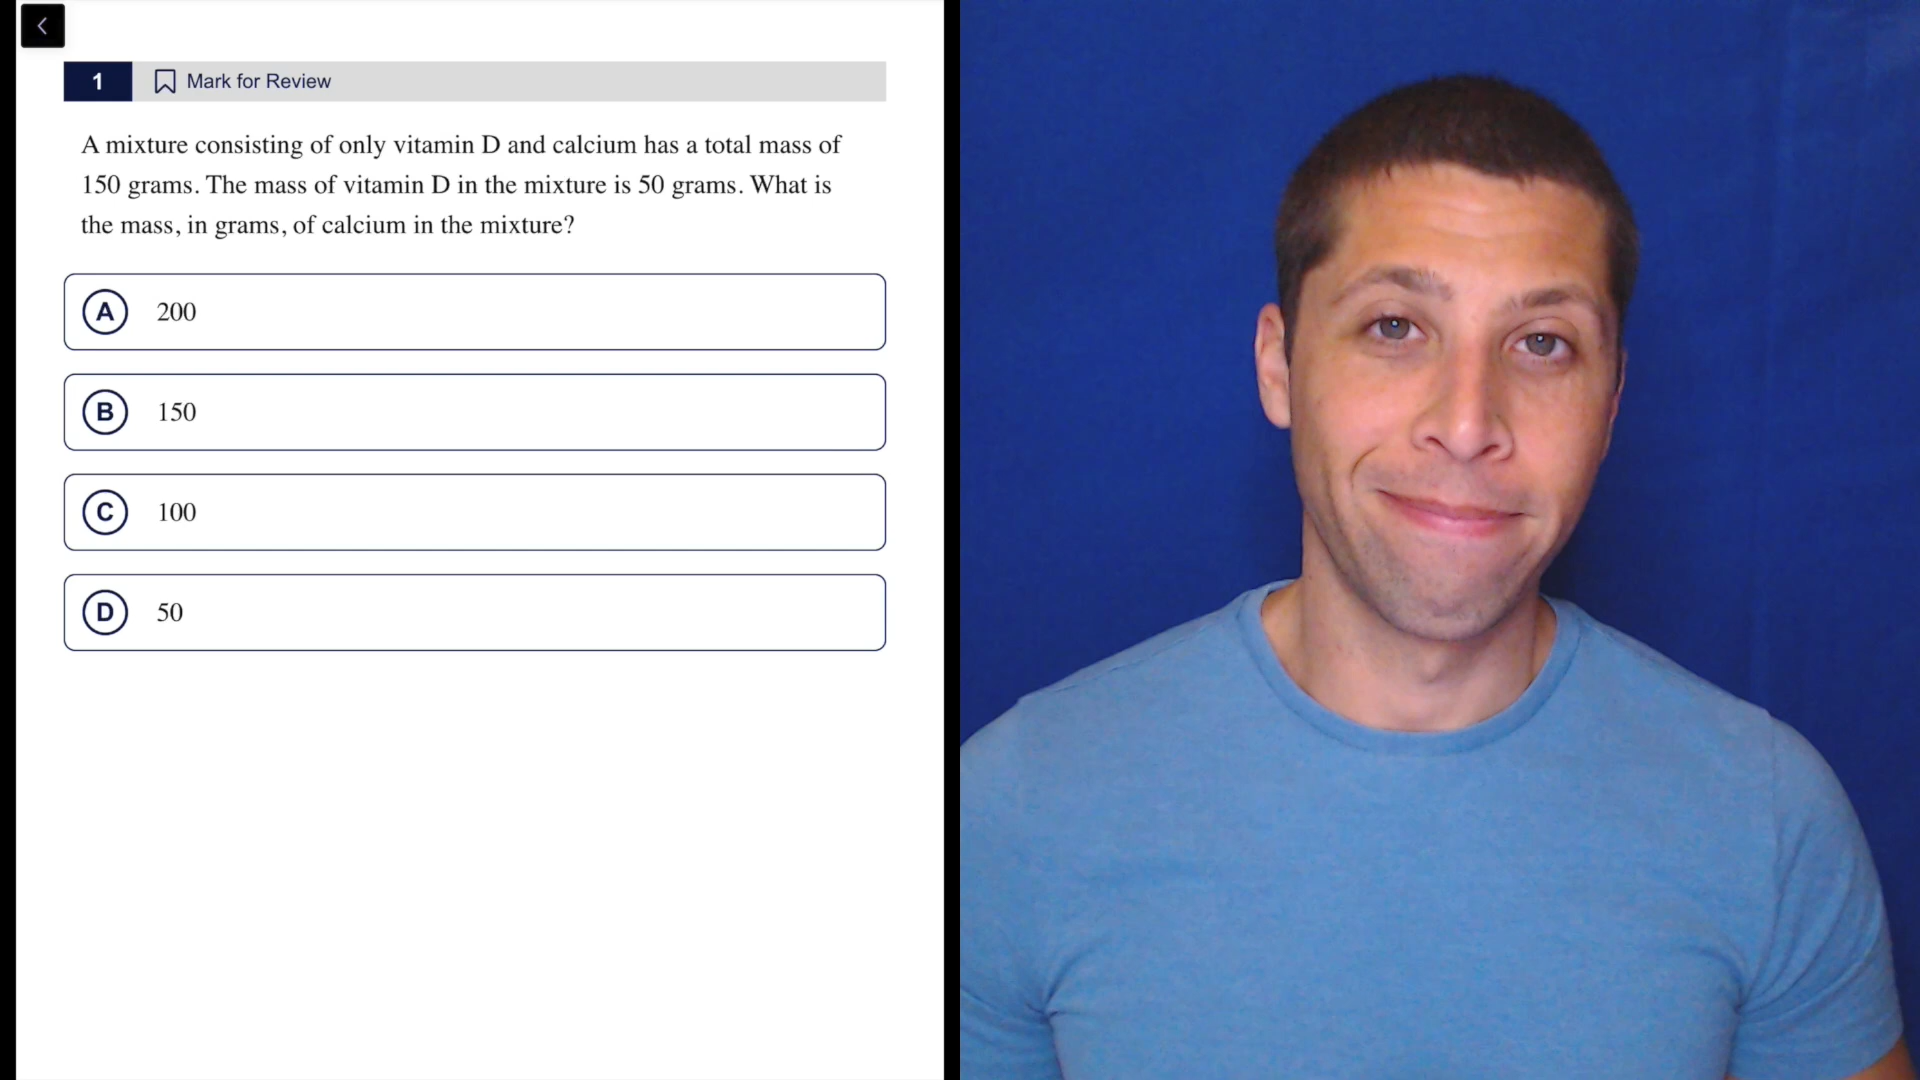 1 Mark for Review
A mixture consisting of only vitamin D and calcium has a total mass of
150 grams. The mass of vitamin D in the mixture is 50 grams. What is
the mass, in grams, of calcium in the mixture?
A 200
B 150
C 100
D 50